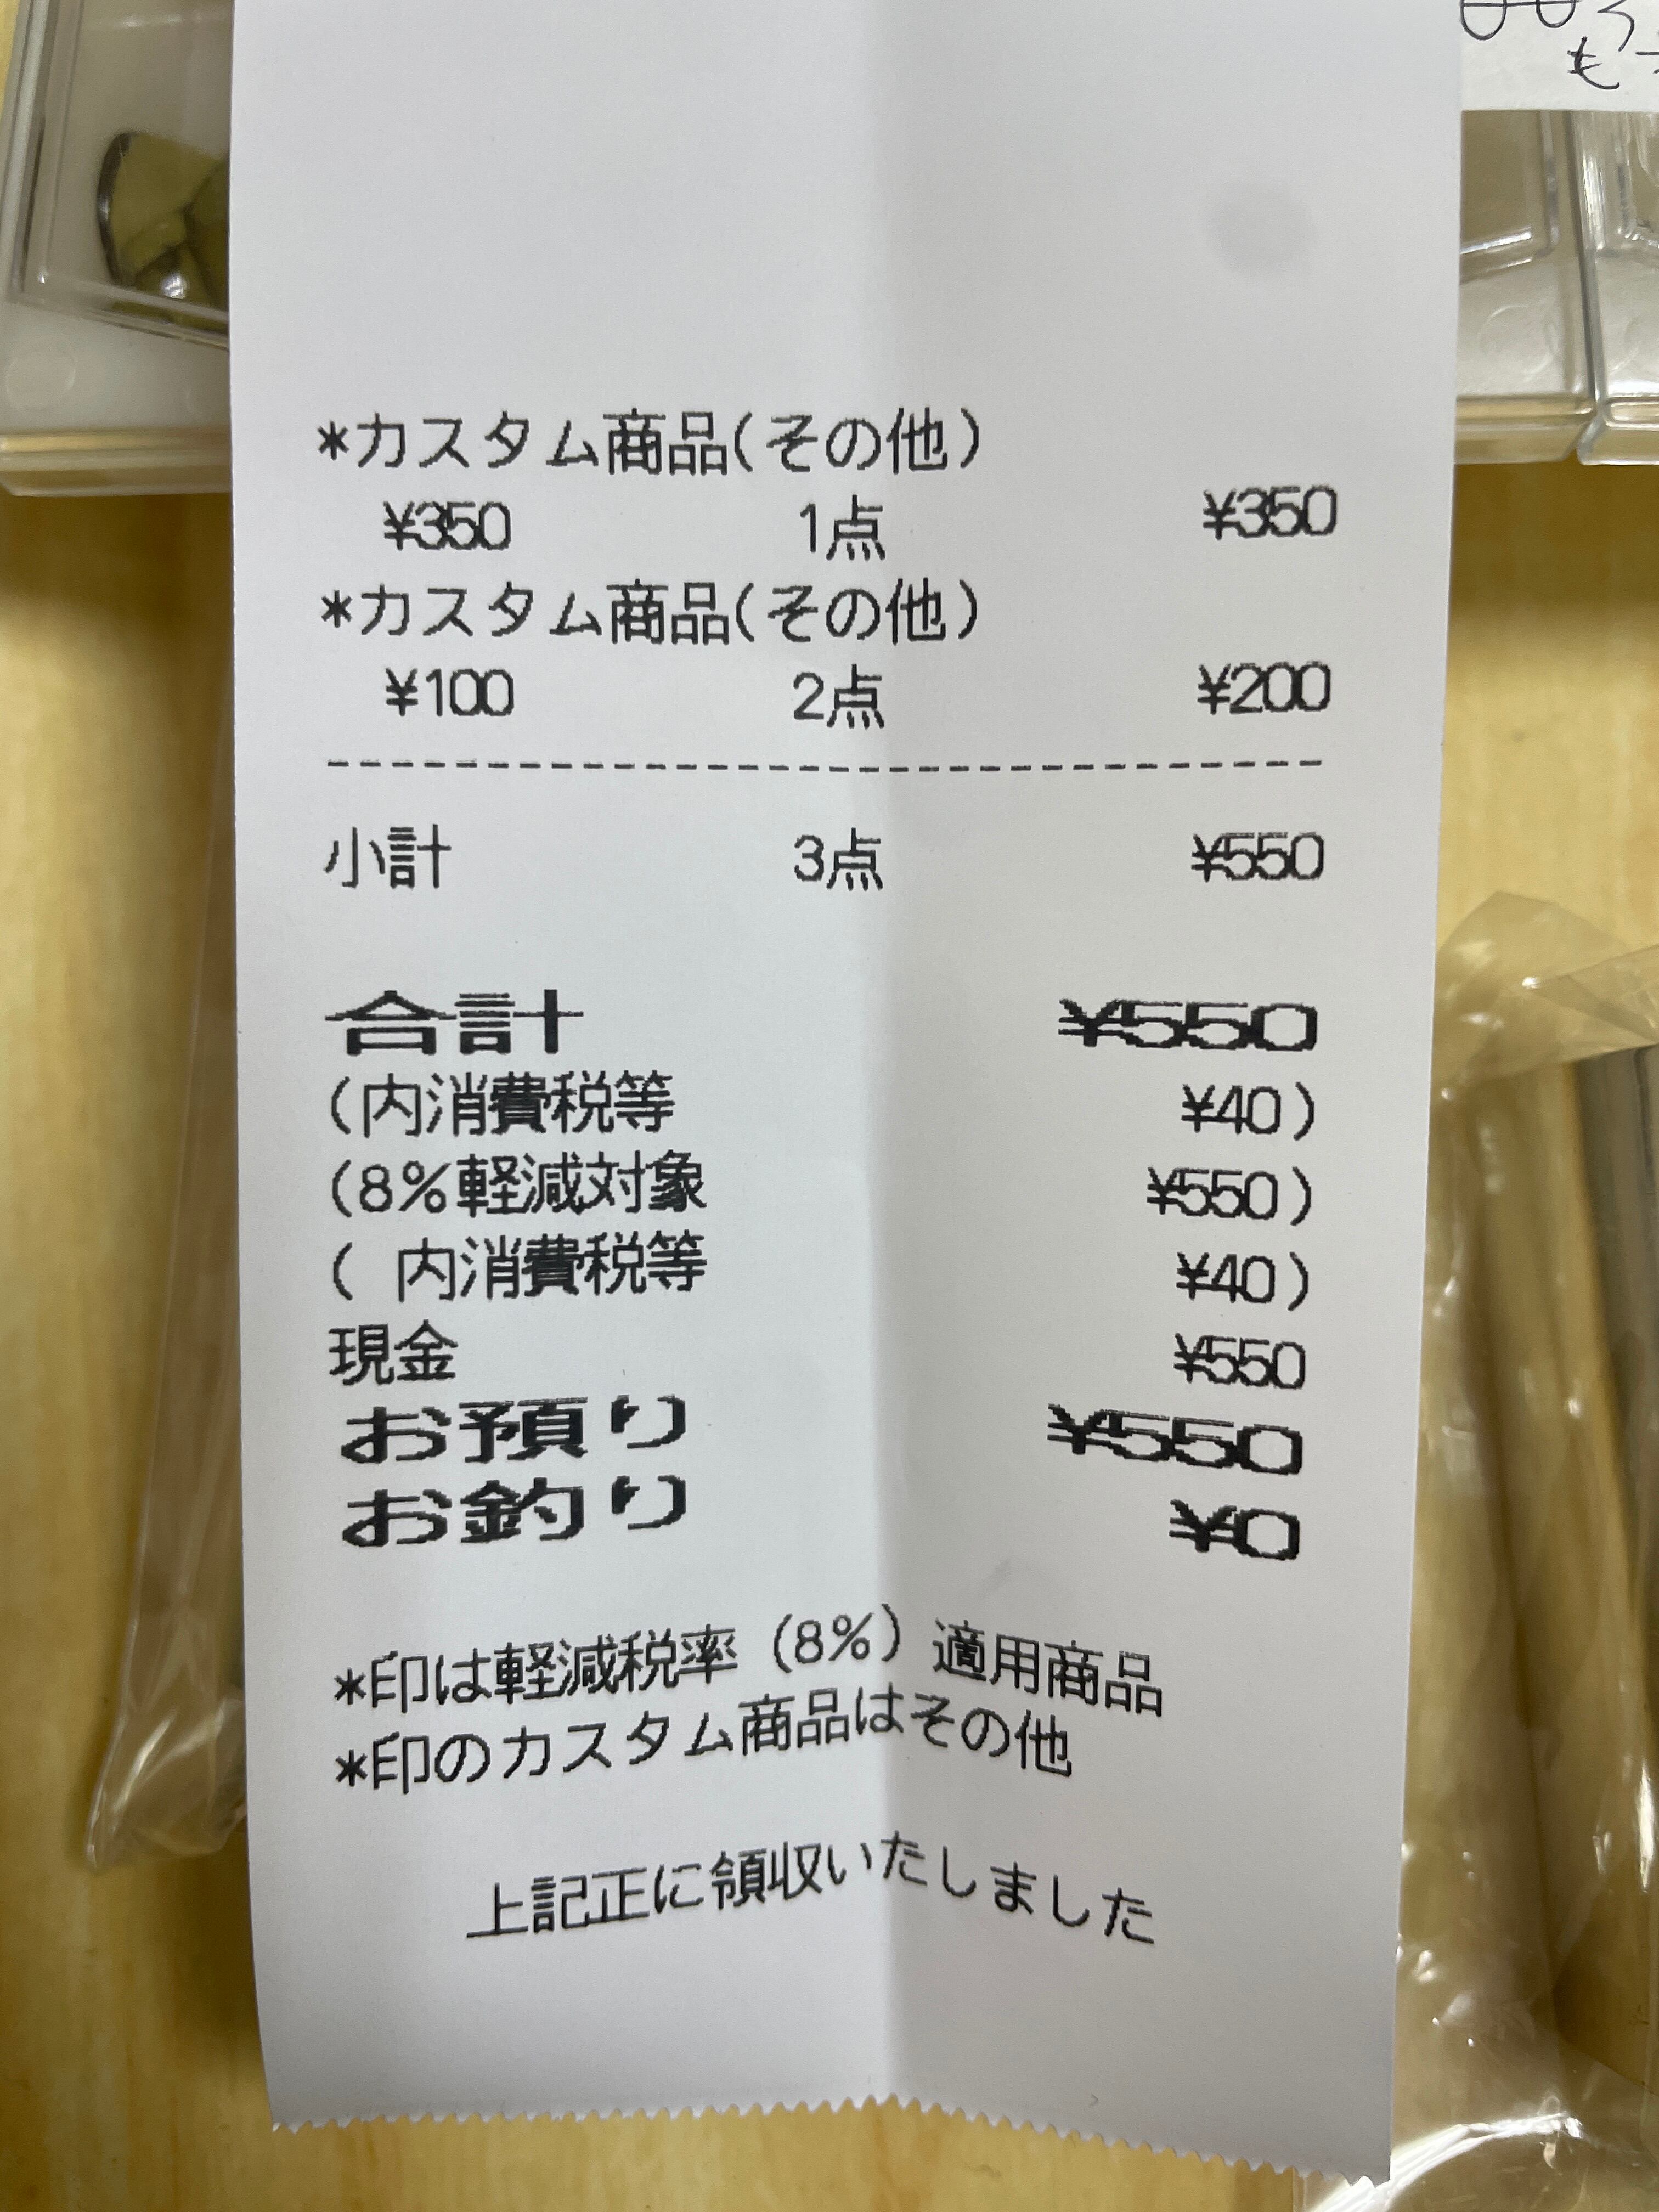 *カスタム商品(その他)
¥350 1点 ¥350
*カスタム商品(その他)
¥100 2点 ¥200
--------------------------------
小計 3点 ¥550
合計 ¥550
(内消費税等 ¥40)
(8%軽減対象 ¥550)
( 内消費税等 ¥40)
現金 ¥550
お預り ¥550
お釣り ¥0
*印は軽減税率(8%)適用商品
*印のカスタム商品はその他
上記正に領収いたしました